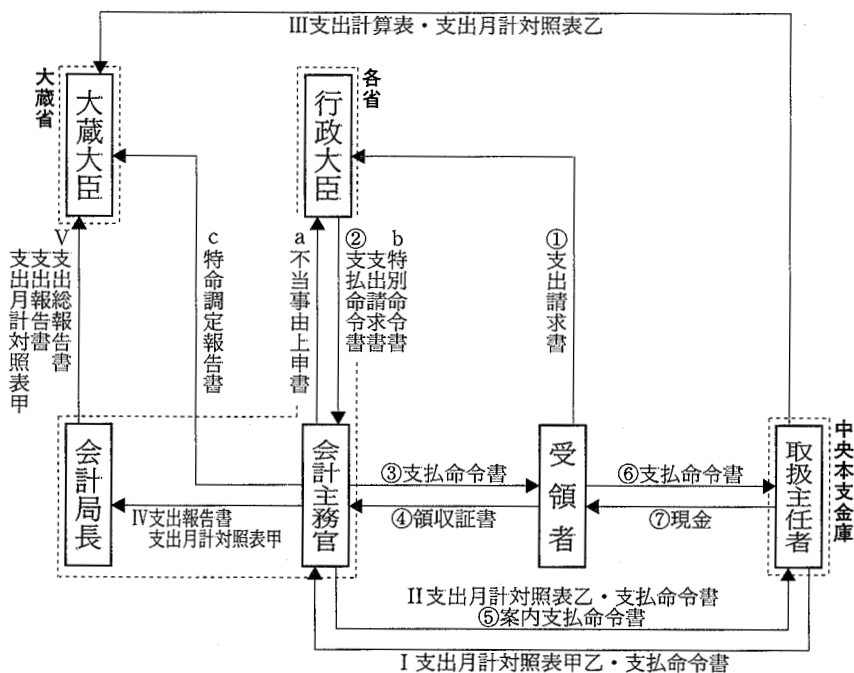 III支出計算表・支出月計対照表乙
大蔵省
大蔵大臣
各省
行政大臣
V支出総報告書
支出報告書
支出月計対照表甲
c特命調定報告書
a不当事由上申書
b特別命令書
支出請求書
②支払命令書
①支出請求書
会計局長
会計主務官
受領者
取扱主任者
中央本支金庫
③支払命令書
④領収証書
⑥支払命令書
⑦現金
IV支出報告書
支出月計対照表甲
II支出月計対照表乙・支払命令書
⑤案内支払命令書
I支出月計対照表甲乙・支払命令書